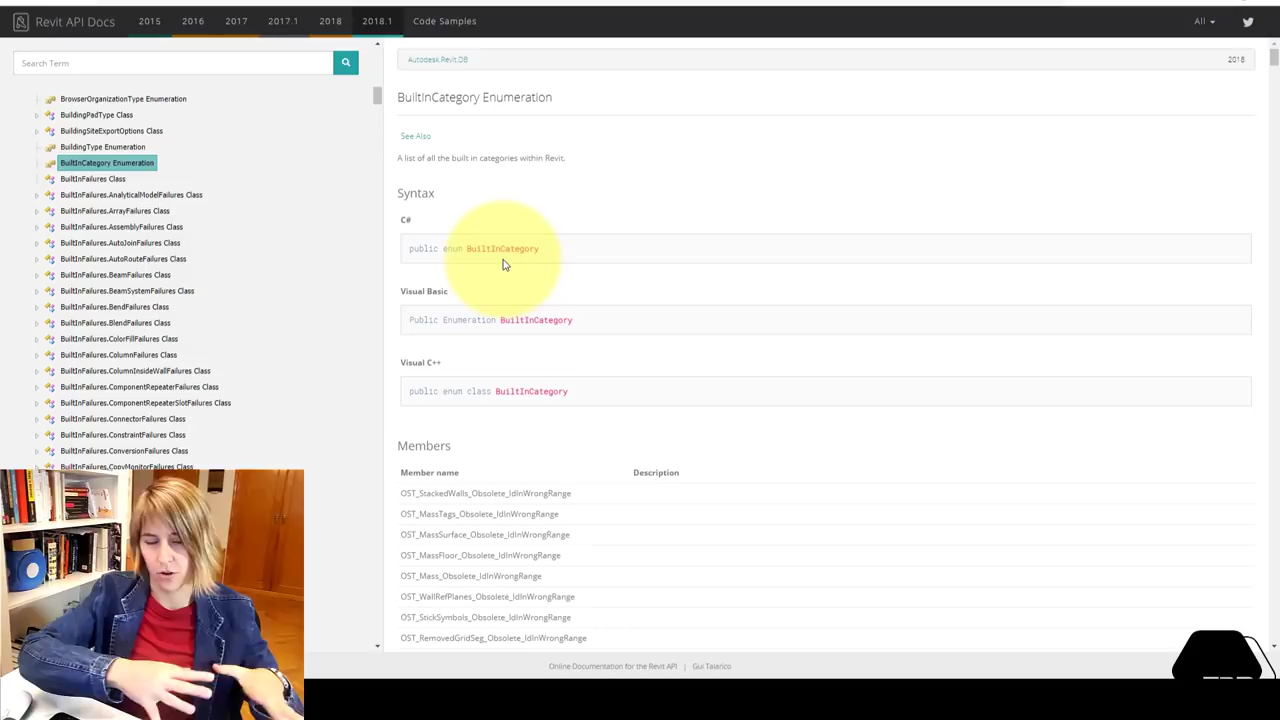 Revit API Docs 2015 2016 2017 2017.1 2018 2018.1 Code Samples All
Search Term
BrowserOrganizationType Enumeration
BuildingPadType Class
BuildingSiteExportOptions Class
BuildingType Enumeration
BuiltInCategory Enumeration
BuiltInFailures Class
BuiltInFailures.AnalyticalModelFailures Class
BuiltInFailures.ArrayFailures Class
BuiltInFailures.AssemblyFailures Class
BuiltInFailures.AutoJoinFailures Class
BuiltInFailures.AutoRouteFailures Class
BuiltInFailures.BeamFailures Class
BuiltInFailures.BeamSystemFailures Class
BuiltInFailures.BendFailures Class
BuiltInFailures.BlendFailures Class
BuiltInFailures.ColorFillFailures Class
BuiltInFailures.ColumnFailures Class
BuiltInFailures.ColumnInsideWallFailures Class
BuiltInFailures.ComponentRepeaterFailures Class
BuiltInFailures.ComponentRepeaterSlotFailures Class
BuiltInFailures.ConnectorFailures Class
BuiltInFailures.ConstraintFailures Class
BuiltInFailures.ConversionFailures Class
BuiltInFailures.CopyMonitorFailures Class
Autodesk.Revit.DB 2018
BuiltInCategory Enumeration
See Also
A list of all the built in categories within Revit.
Syntax
C#
public enum BuiltInCategory
Visual Basic
Public Enumeration BuiltInCategory
Visual C++
public enum class BuiltInCategory
Members
Member name Description
OST_StackedWalls_Obsolete_IdInWrongRange
OST_MassTags_Obsolete_IdInWrongRange
OST_MassSurface_Obsolete_IdInWrongRange
OST_MassFloor_Obsolete_IdInWrongRange
OST_Mass_Obsolete_IdInWrongRange
OST_WallRefPlanes_Obsolete_IdInWrongRange
OST_StickSymbols_Obsolete_IdInWrongRange
OST_RemovedGridSeg_Obsolete_IdInWrongRange
Online Documentation for the Revit API | Gui Talarico